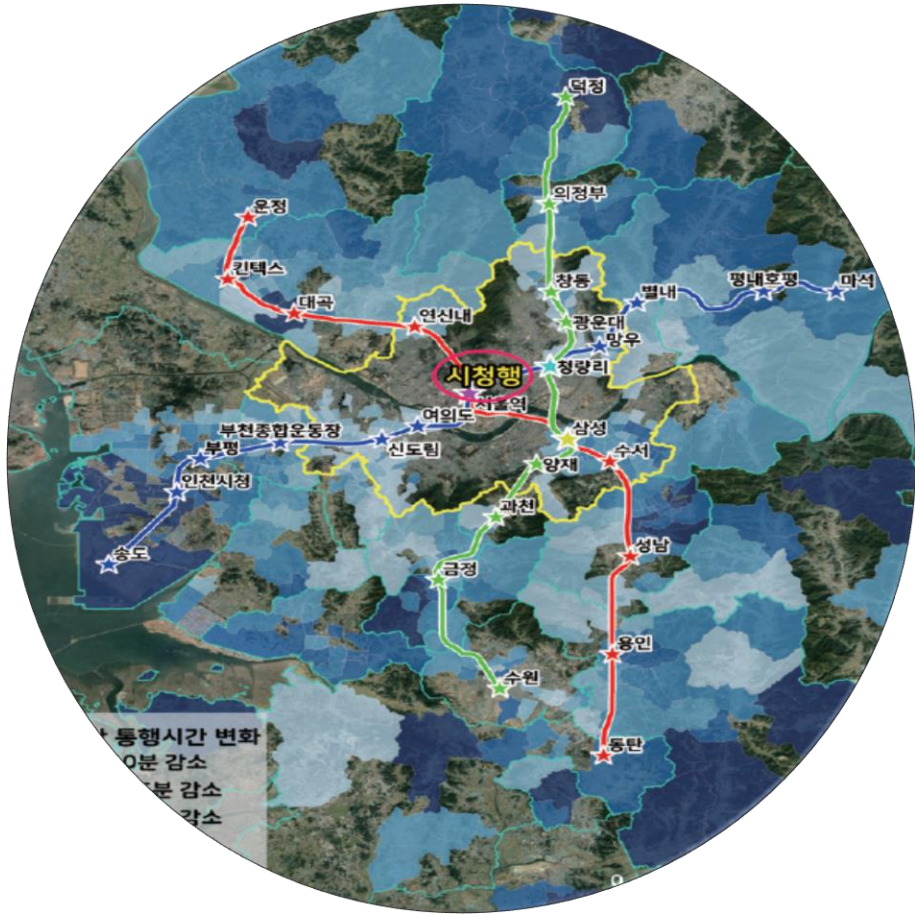 덕정
의정부
운정
창동
킨텍스
별내
평내호평
마석
대곡
연신내
광운대
망우
시청행
청량리
서울역
여의도
부천종합운동장
신도림
삼성
부평
양재
수서
인천시청
과천
송도
성남
금정
용인
수원
통행시간 변화
0분 감소
분 감소
감소
동탄